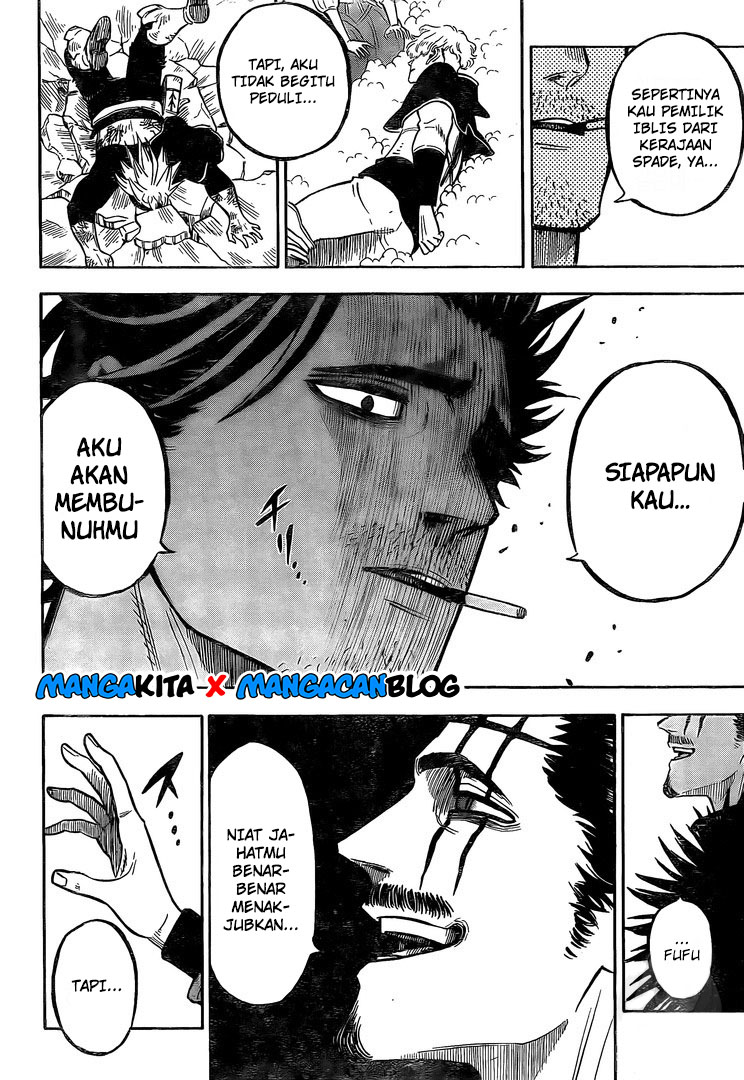 SEPERTINYA
KAU PEMILIK
IBLIS DARI
KERAJAAN
SPADE, YA...
TAPI, AKU
TIDAK BEGITU
PEDULI...
SIAPAPUN
KAU...
AKU
AKAN
MEMBU-
NUHMU
MANGAKITA X MANGACANBLOG
...
FUFU
NIAT JA-
HATMU
BENAR-
BENAR
MENAK-
JUBKAN...
TAPI...